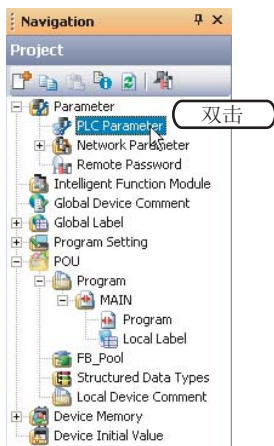 Navigation
Project
Parameter
PLC Parameter
双击
Network Parameter
Remote Password
Intelligent Function Module
Global Device Comment
Global Label
Program Setting
POU
Program
MAIN
Program
Local Label
FB_Pool
Structured Data Types
Local Device Comment
Device Memory
Device Initial Value